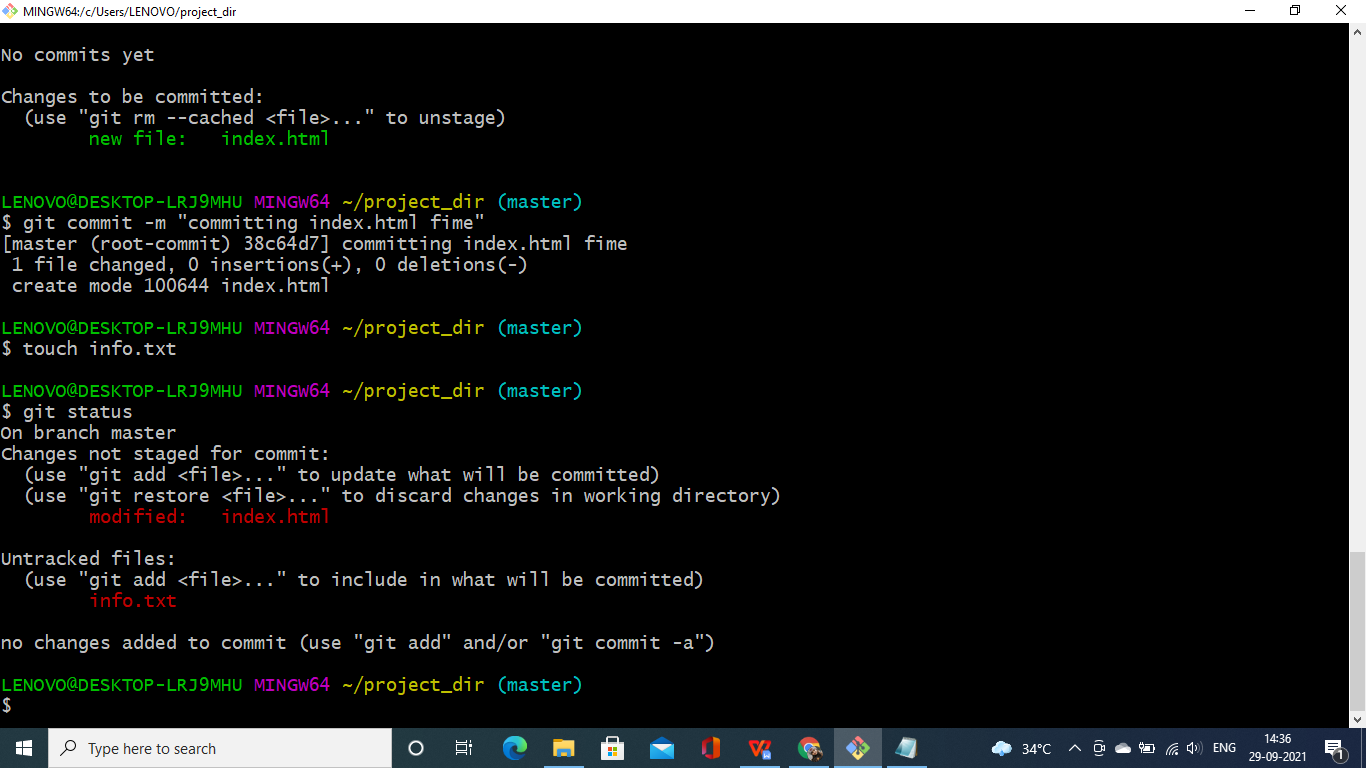 MINGW64:/c/Users/LENOVO/project_dir
No commits yet
Changes to be committed:
(use "git rm --cached <file>..." to unstage)
new file:   index.html
LENOVO@DESKTOP-LRJ9MHU MINGW64 ~/project_dir (master)
$ git commit -m "committing index.html fime"
[master (root-commit) 38c64d7] committing index.html fime
1 file changed, 0 insertions(+), 0 deletions(-)
create mode 100644 index.html
LENOVO@DESKTOP-LRJ9MHU MINGW64 ~/project_dir (master)
$ touch info.txt
LENOVO@DESKTOP-LRJ9MHU MINGW64 ~/project_dir (master)
$ git status
On branch master
Changes not staged for commit:
(use "git add <file>..." to update what will be committed)
(use "git restore <file>..." to discard changes in working directory)
modified:   index.html
Untracked files:
(use "git add <file>..." to include in what will be committed)
info.txt
no changes added to commit (use "git add" and/or "git commit -a")
LENOVO@DESKTOP-LRJ9MHU MINGW64 ~/project_dir (master)
$
Type here to search
34°C
ENG
14:36
29-09-2021
1